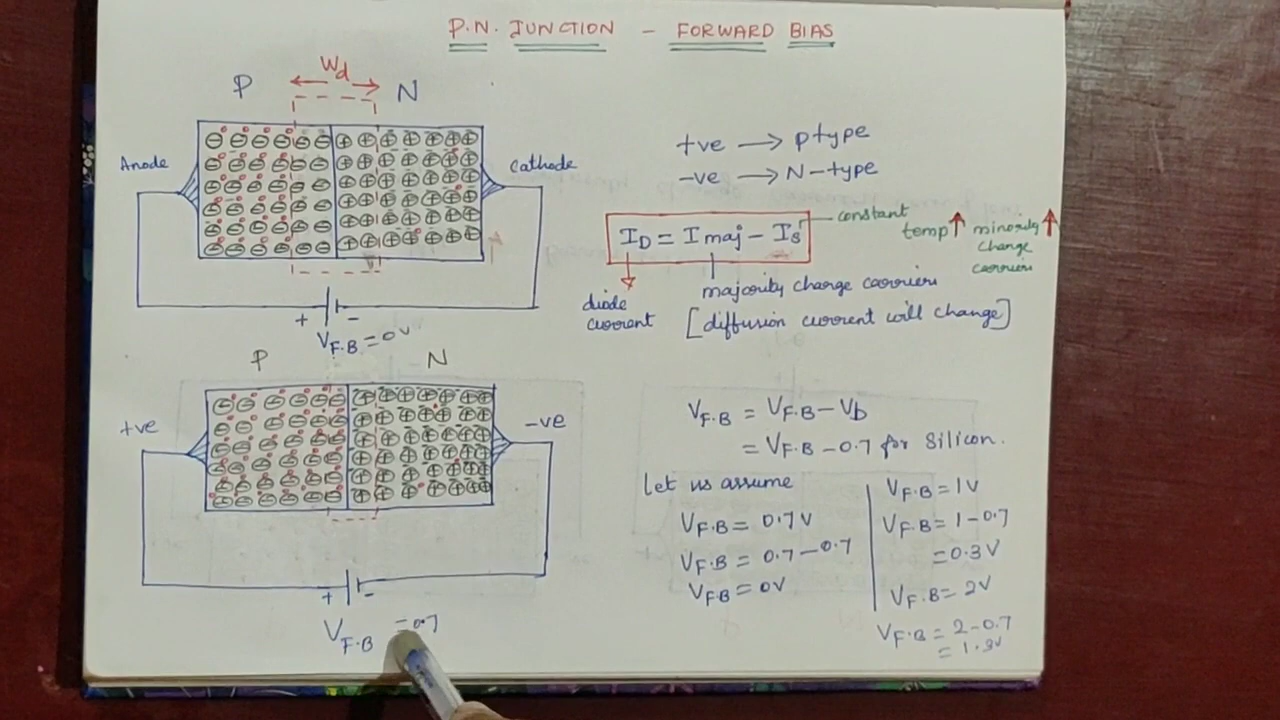 P.N. JUNCTION - FORWARD BIAS
Wd
P N
Anode
Cathode
+ -
VF.B = 0V
P N
+ve
-ve
+ -
VF.B = 0.7
+ve → p type
-ve → N-type
ID = Imaj - Is
constant
temp ↑ minority ↑
change
carriers
diode
current
majority change carriers
[diffusion current will change]
VF.B = VF.B - Vb
= VF.B - 0.7 for Silicon.
Let us assume
VF.B = 0.7V
VF.B = 0.7 - 0.7
VF.B = 0V
VF.B = 1V
VF.B = 1 - 0.7
= 0.3V
VF.B = 2V
VF.B = 2 - 0.7
= 1.3V